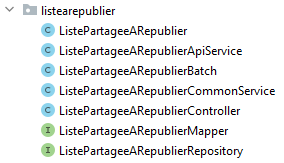 listearepublier
C ListePartageeARepublier
C ListePartageeARepublierApiService
C ListePartageeARepublierBatch
C ListePartageeARepublierCommonService
C ListePartageeARepublierController
I ListePartageeARepublierMapper
I ListePartageeARepublierRepository